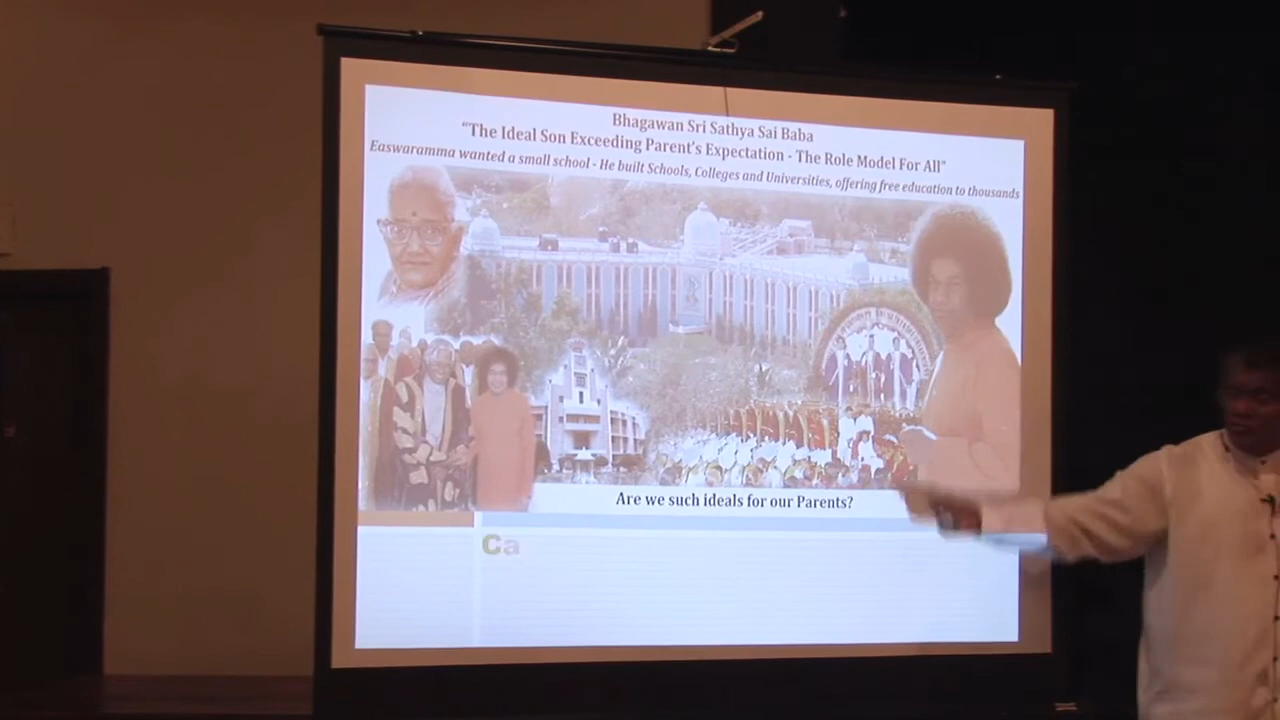 Bhagawan Sri Sathya Sai Baba
“The Ideal Son Exceeding Parent's Expectation - The Role Model For All”
Easwaramma wanted a small school - He built Schools, Colleges and Universities, offering free education to thousands
Are we such ideals for our Parents?
Ca